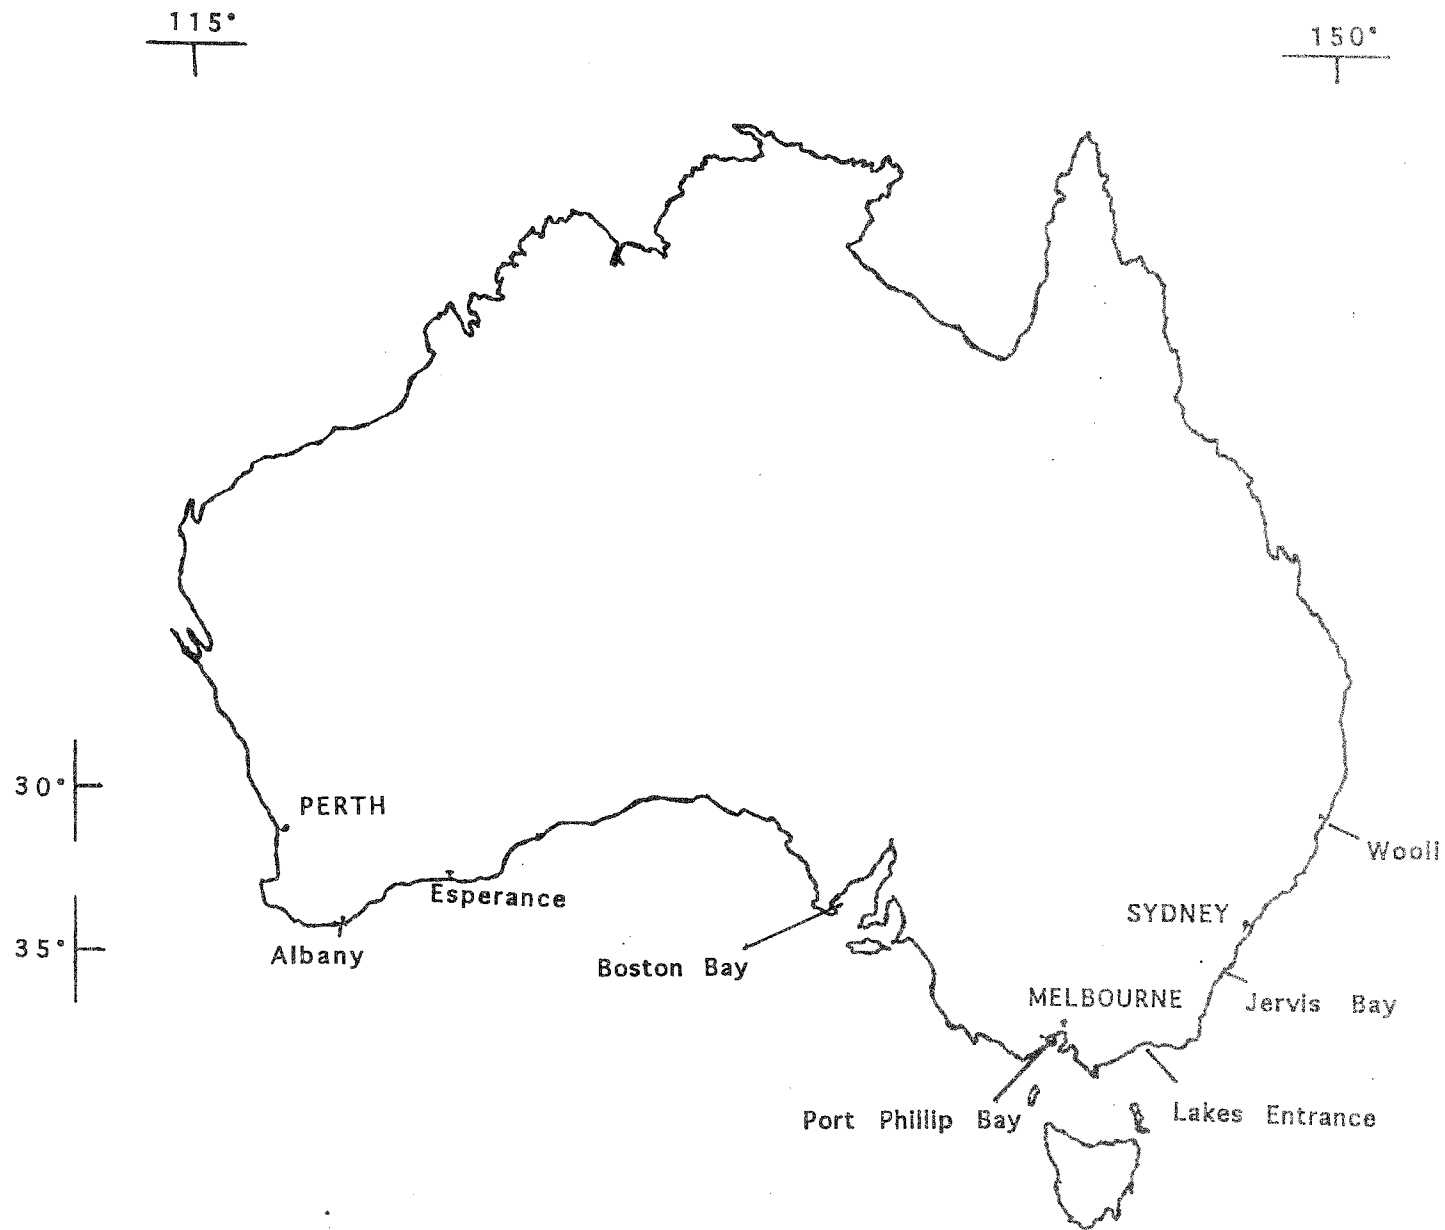 115°
150°
30°
PERTH
Wooli
Esperance
SYDNEY
35°
Albany
Boston Bay
MELBOURNE
Jervis Bay
Port Phillip Bay
Lakes Entrance